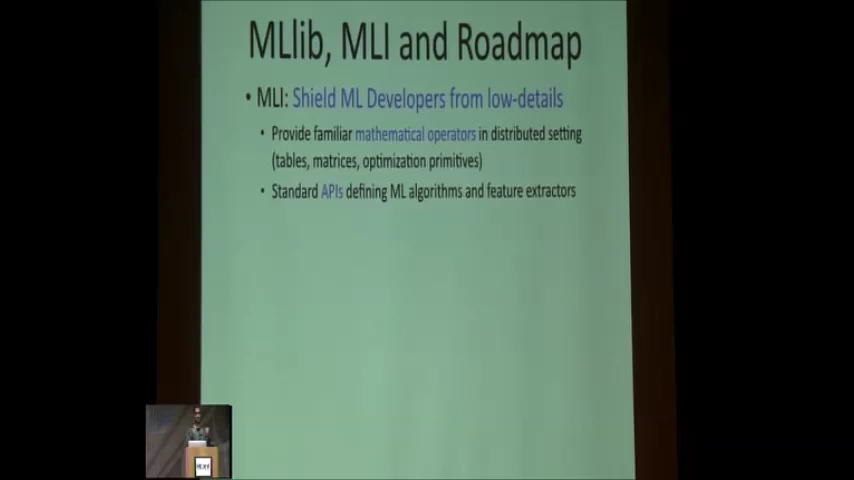 MLlib, MLI and Roadmap
• MLI: Shield ML Developers from low-details
• Provide familiar mathematical operators in distributed setting
(tables, matrices, optimization primitives)
• Standard APIs defining ML algorithms and feature extractors